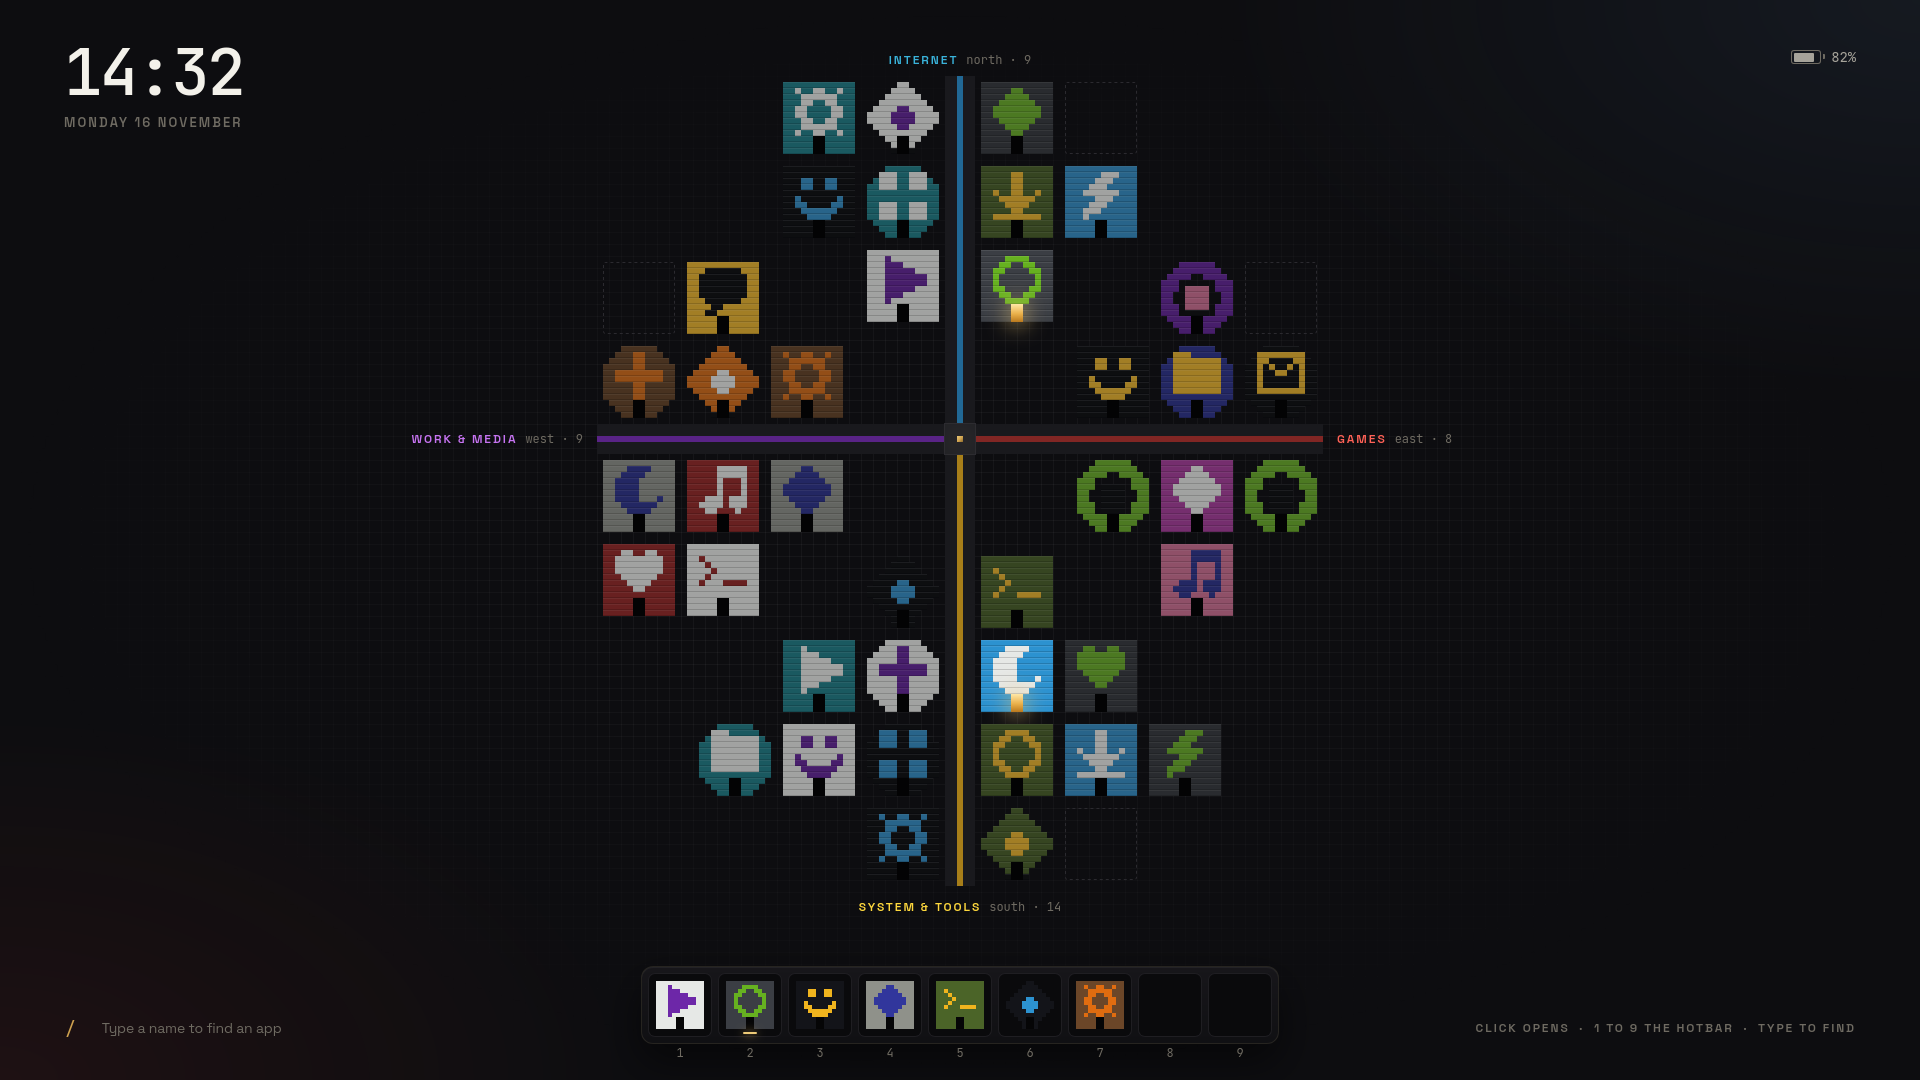 14:32
MONDAY 16 NOVEMBER
82%
INTERNET north · 9
WORK & MEDIA west · 9
GAMES east · 8
SYSTEM & TOOLS south · 14
/ Type a name to find an app
1 2 3 4 5 6 7 8 9
CLICK OPENS · 1 TO 9 THE HOTBAR · TYPE TO FIND